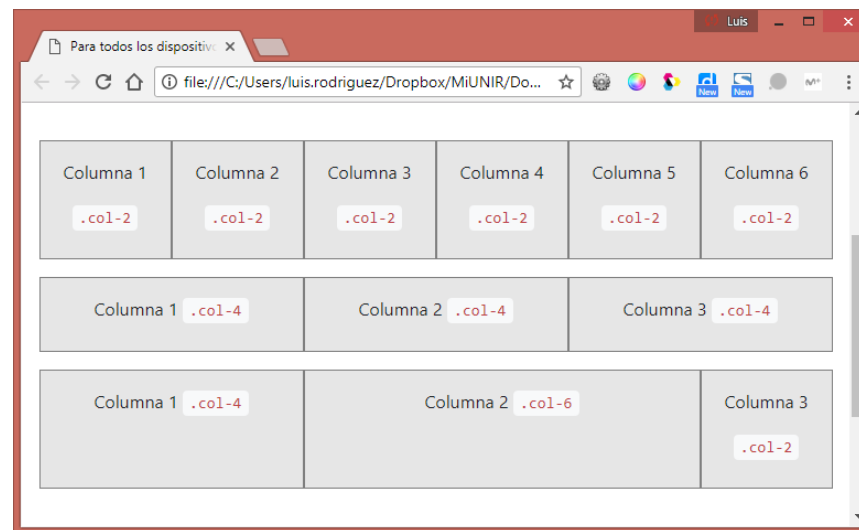 Luis
Para todos los dispositiv
file:///C:/Users/luis.rodriguez/Dropbox/MiUNIR/Do...
New New
Columna 1 Columna 2 Columna 3 Columna 4 Columna 5 Columna 6
.col-2 .col-2 .col-2 .col-2 .col-2 .col-2
Columna 1 .col-4 Columna 2 .col-4 Columna 3 .col-4
Columna 1 .col-4 Columna 2 .col-6 Columna 3
.col-2